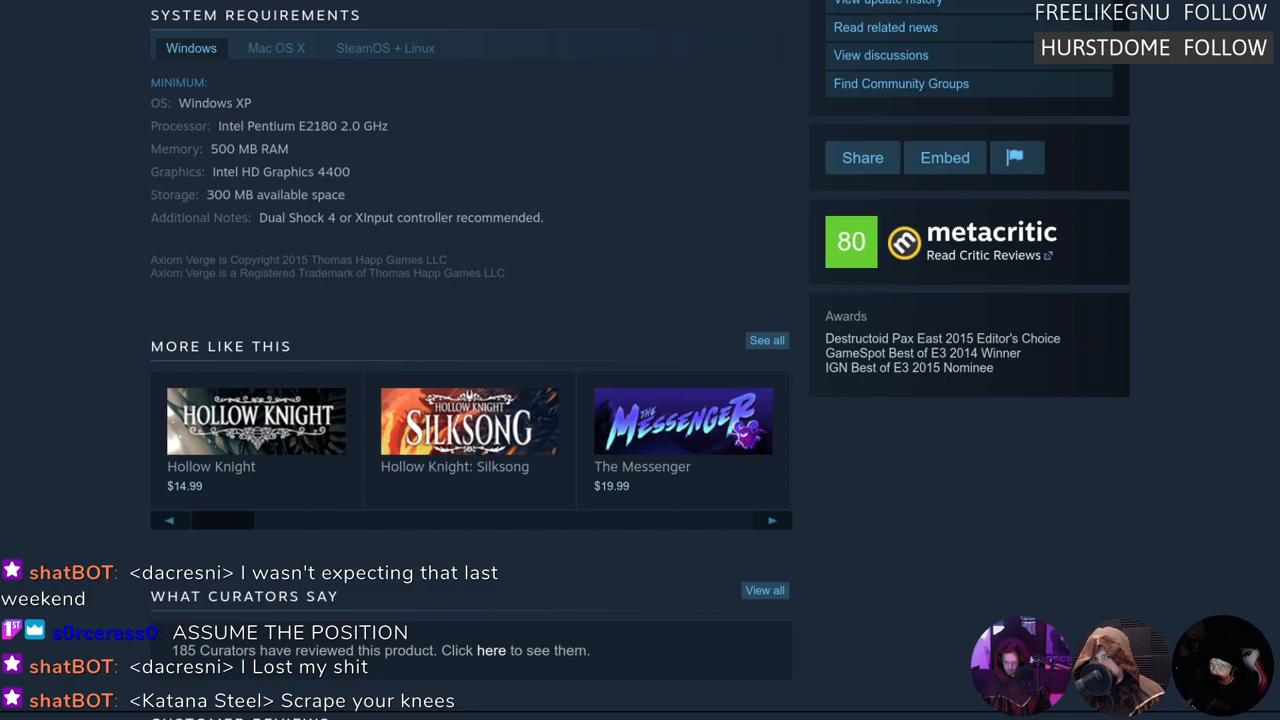 SYSTEM REQUIREMENTS
Windows
Mac OS X
SteamOS + Linux
MINIMUM:
OS: Windows XP
Processor: Intel Pentium E2180 2.0 GHz
Memory: 500 MB RAM
Graphics: Intel HD Graphics 4400
Storage: 300 MB available space
Additional Notes: Dual Shock 4 or XInput controller recommended.
Axiom Verge is Copyright 2015 Thomas Happ Games LLC
Axiom Verge is a Registered Trademark of Thomas Happ Games LLC
MORE LIKE THIS
See all
HOLLOW KNIGHT
Hollow Knight
$14.99
HOLLOW KNIGHT
SILKSONG
Hollow Knight: Silksong
THE MESSENGER
The Messenger
$19.99
WHAT CURATORS SAY
View all
185 Curators have reviewed this product. Click here to see them.
CUSTOMER REVIEWS
View update history
Read related news
View discussions
Find Community Groups
Share
Embed
80
metacritic
Read Critic Reviews
Awards
Destructoid Pax East 2015 Editor's Choice
GameSpot Best of E3 2014 Winner
IGN Best of E3 2015 Nominee
FREELIKEGNU FOLLOW
HURSTDOME FOLLOW
shatBOT: <dacresni> I wasn't expecting that last
weekend
1ST s0rceress0: ASSUME THE POSITION
shatBOT: <dacresni> I Lost my shit
shatBOT: <Katana Steel> Scrape your knees